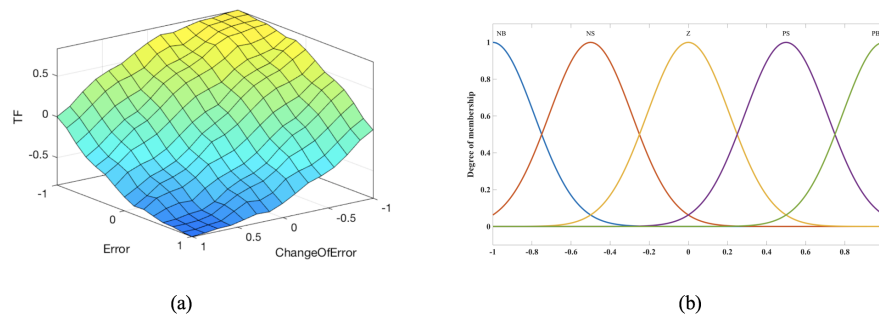 TF
0.5
0
-0.5
-1
0
1
Error
1
0.5
0
-0.5
-1
ChangeOfError
(a)
NB
NS
Z
PS
PB
Degree of membership
1
0.8
0.6
0.4
0.2
0
-1
-0.8
-0.6
-0.4
-0.2
0
0.2
0.4
0.6
0.8
(b)